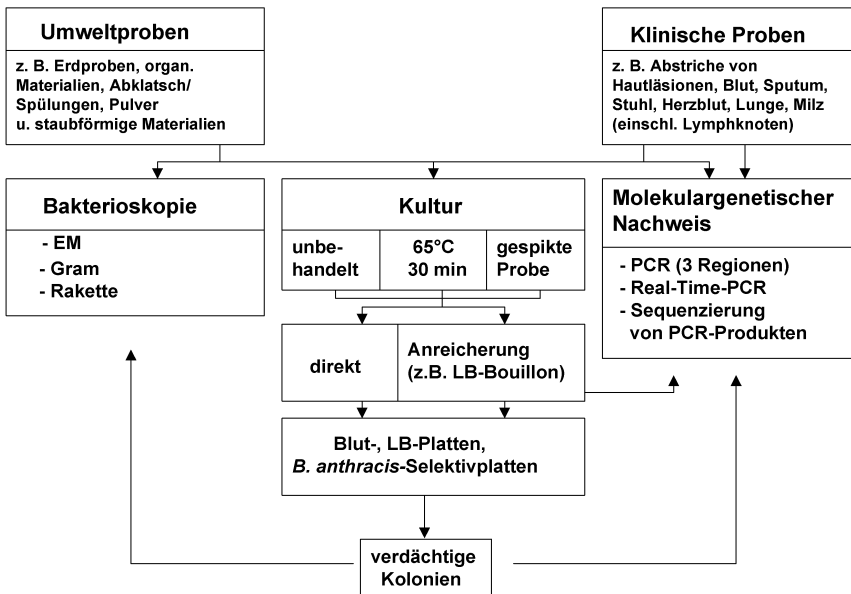 Umweltproben
z. B. Erdproben, organ.
Materialien, Abklatsch/
Spülungen, Pulver
u. staubförmige Materialien
Klinische Proben
z. B. Abstriche von
Hautläsionen, Blut, Sputum,
Stuhl, Herzblut, Lunge, Milz
(einschl. Lymphknoten)
Bakterioskopie
- EM
- Gram
- Rakette
Kultur
unbe-
handelt
65°C
30 min
gespikte
Probe
Molekulargenetischer
Nachweis
- PCR (3 Regionen)
- Real-Time-PCR
- Sequenzierung
von PCR-Produkten
direkt
Anreicherung
(z.B. LB-Bouillon)
Blut-, LB-Platten,
B. anthracis-Selektivplatten
verdächtige
Kolonien